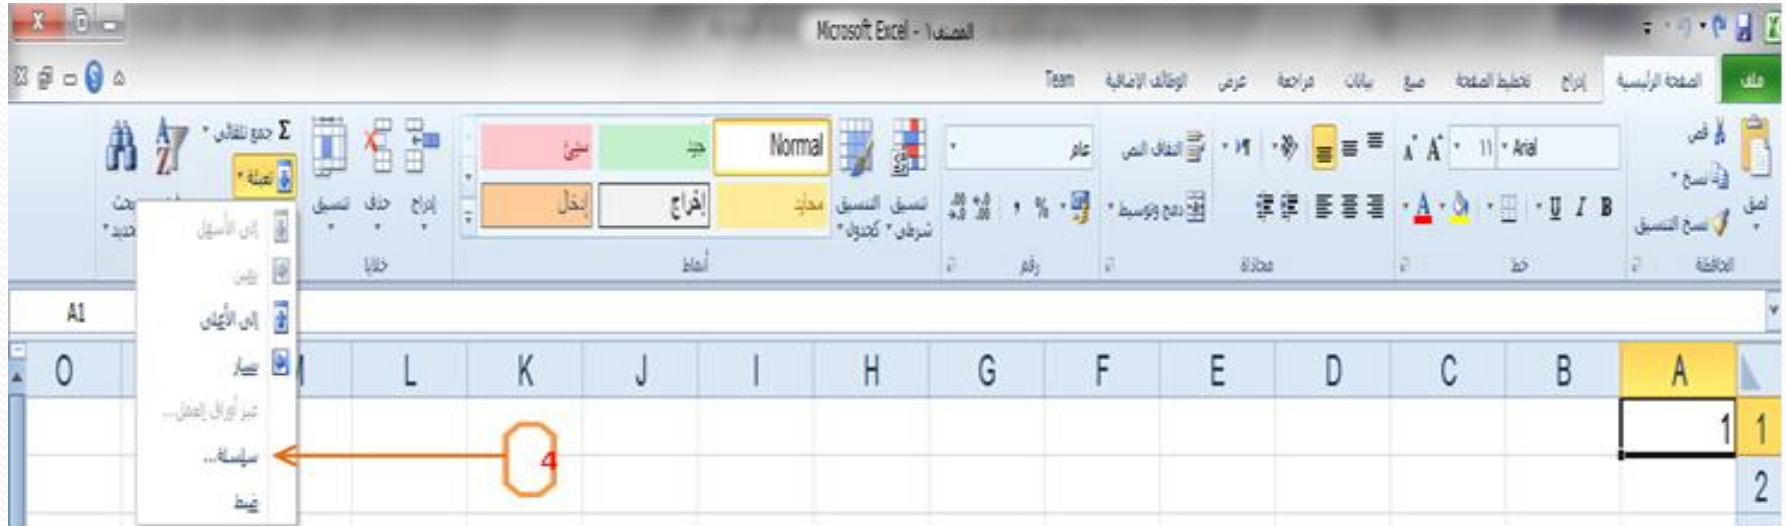 Microsoft Excel - المصنف١
ملف الصفحة الرئيسية إدراج تخطيط الصفحة صيغ بيانات مراجعة عرض الوظائف الإضافية Team
قص
نسخ
نسخ التنسيق
لصق
الحافظة
Arial ١١
B I U
خط
التفاف النص
دمج وتوسيط
محاذاة
عام
%
رقم
تنسيق شرطي
التنسيق كجدول
Normal جيد سيئ
محايد إخراج إدخال
أنماط
إدراج حذف تنسيق
خلايا
Σ جمع تلقائي
تعبئة
إلى الأسفل
يمين
إلى الأعلى
يسار
عبر أوراق العمل...
سلسلة...
ضبط
A1
A B C D E F G H I J K L M O
1 1
2
4